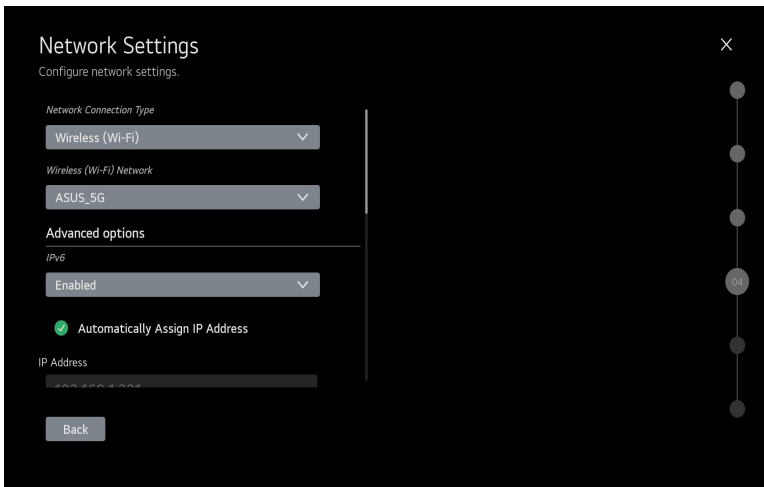 Network Settings
Configure network settings.
Network Connection Type
Wireless (Wi-Fi)
Wireless (Wi-Fi) Network
ASUS_5G
Advanced options
IPv6
Enabled
Automatically Assign IP Address
IP Address
04
Back